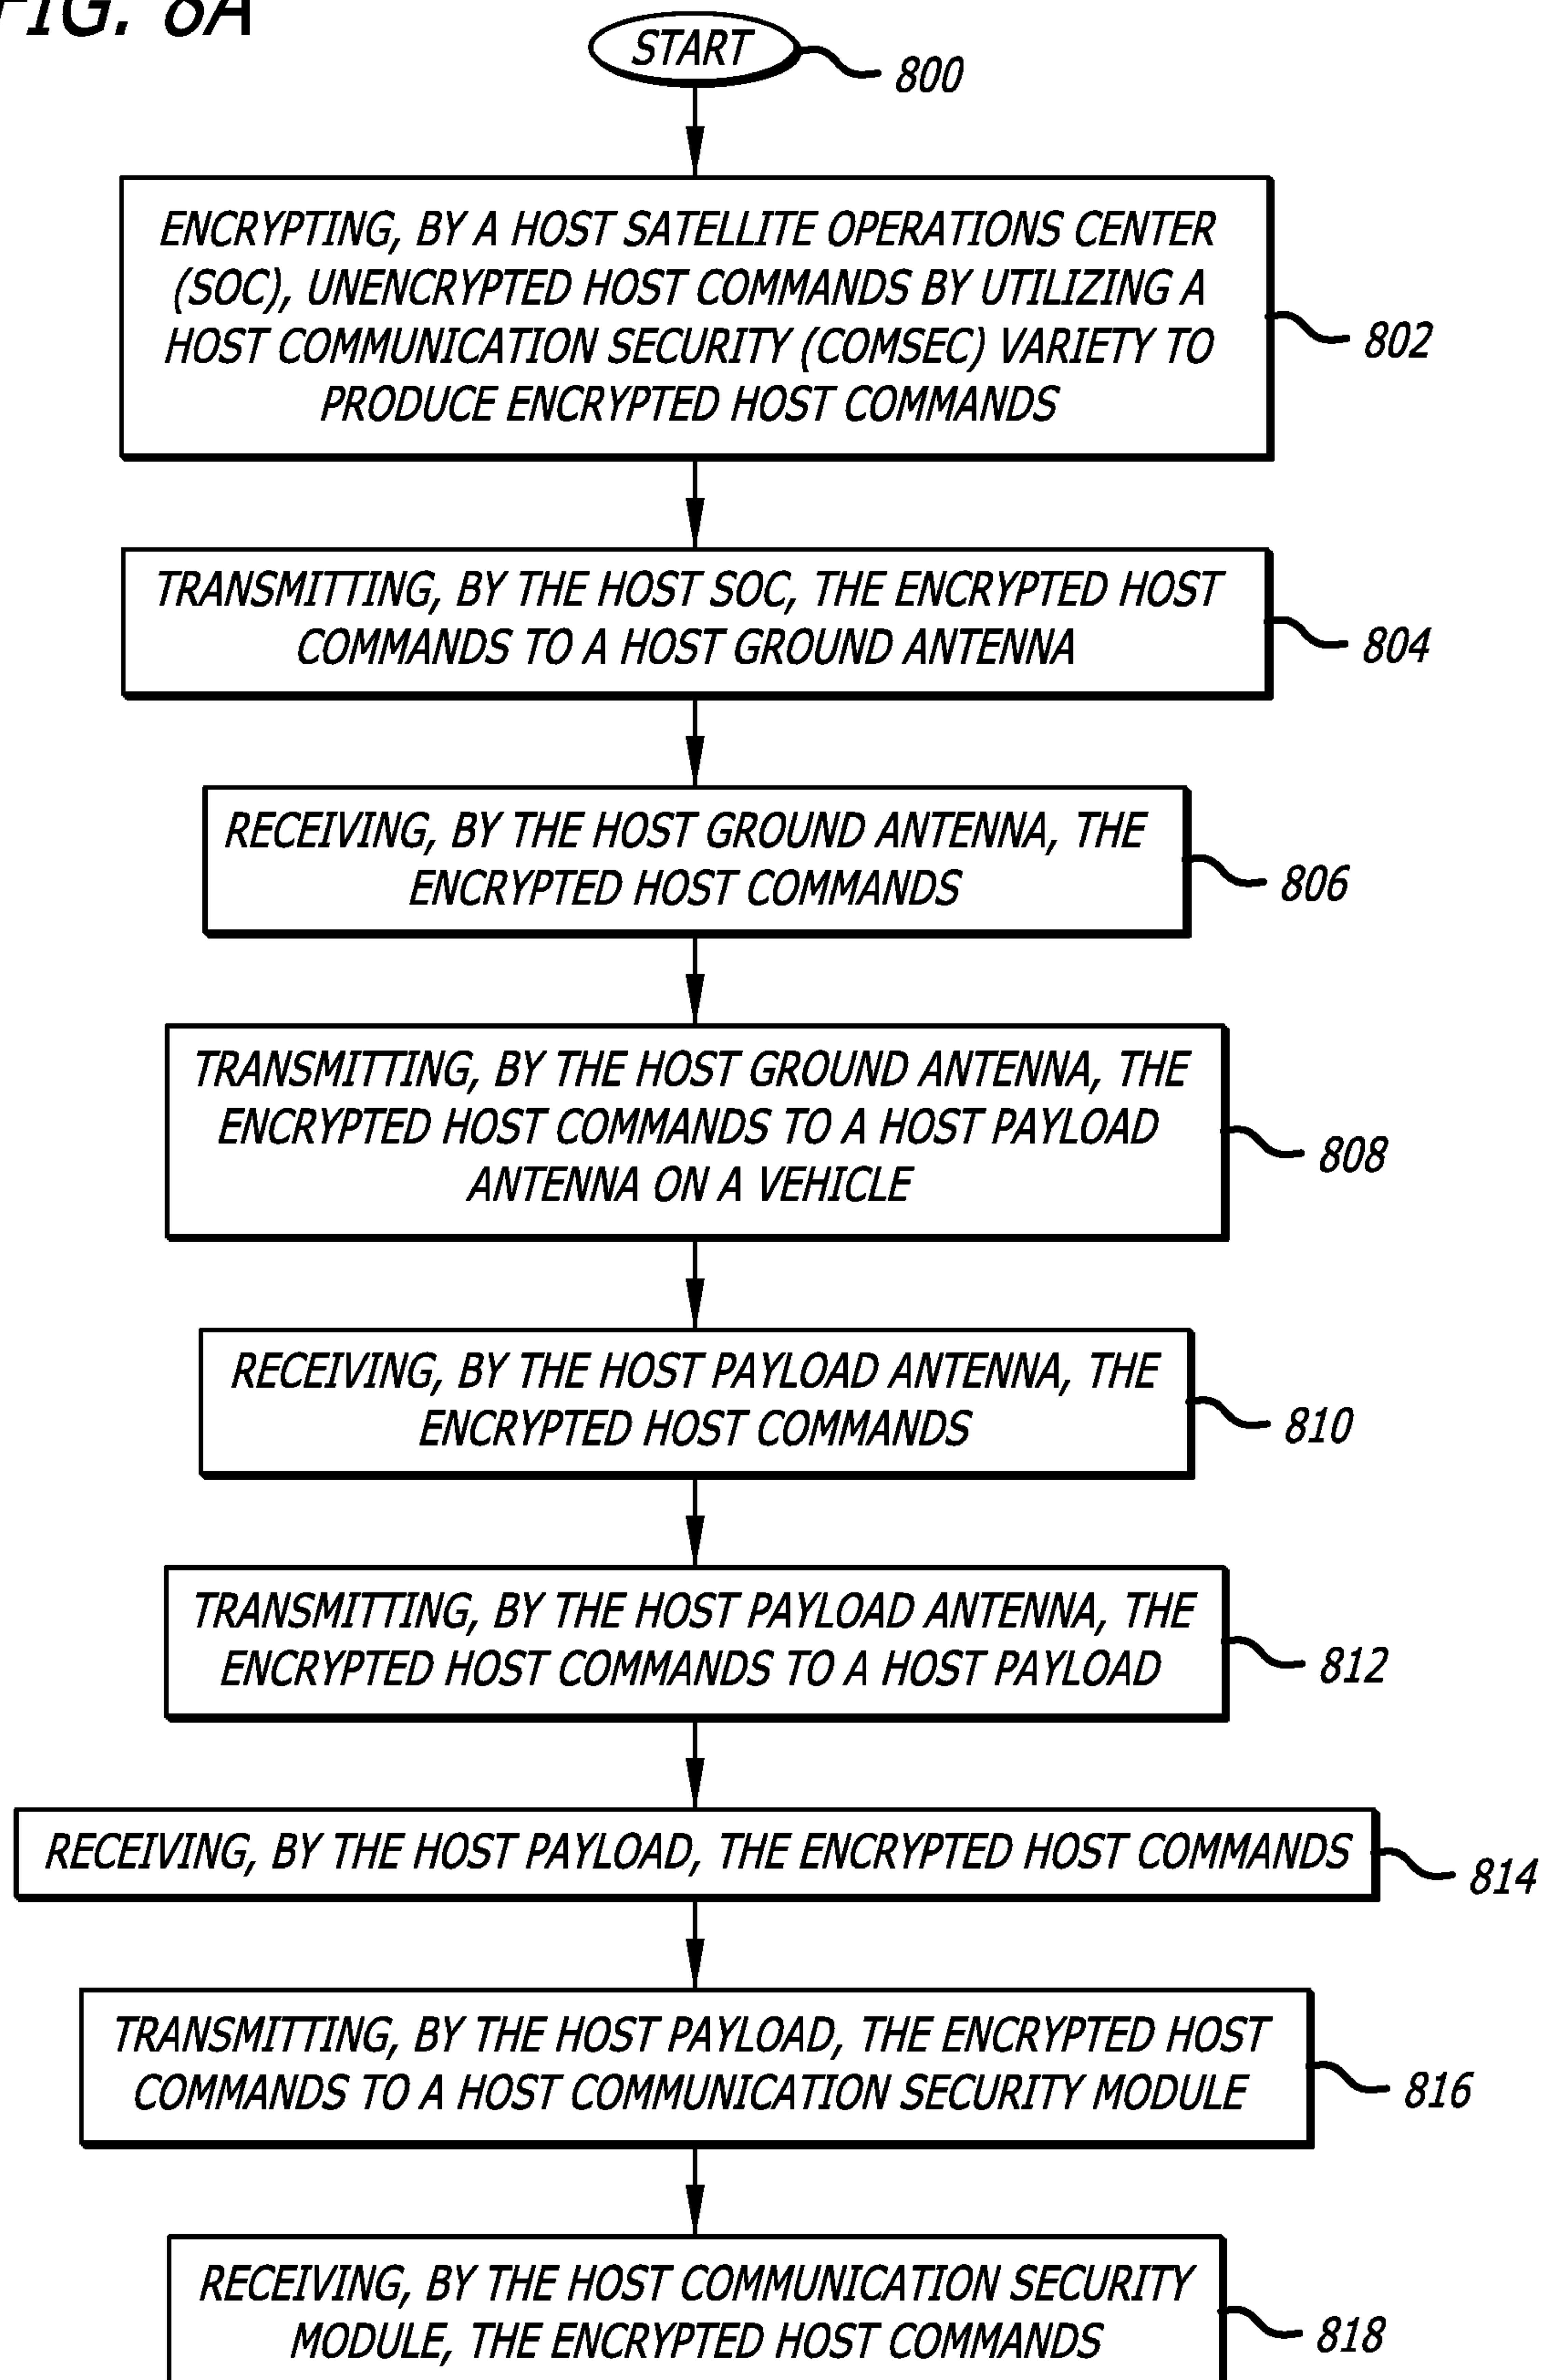 FIG. 8A
START
800
ENCRYPTING, BY A HOST SATELLITE OPERATIONS CENTER
(SOC), UNENCRYPTED HOST COMMANDS BY UTILIZING A
HOST COMMUNICATION SECURITY (COMSEC) VARIETY TO
PRODUCE ENCRYPTED HOST COMMANDS
802
TRANSMITTING, BY THE HOST SOC, THE ENCRYPTED HOST
COMMANDS TO A HOST GROUND ANTENNA
804
RECEIVING, BY THE HOST GROUND ANTENNA, THE
ENCRYPTED HOST COMMANDS
806
TRANSMITTING, BY THE HOST GROUND ANTENNA, THE
ENCRYPTED HOST COMMANDS TO A HOST PAYLOAD
ANTENNA ON A VEHICLE
808
RECEIVING, BY THE HOST PAYLOAD ANTENNA, THE
ENCRYPTED HOST COMMANDS
810
TRANSMITTING, BY THE HOST PAYLOAD ANTENNA, THE
ENCRYPTED HOST COMMANDS TO A HOST PAYLOAD
812
RECEIVING, BY THE HOST PAYLOAD, THE ENCRYPTED HOST COMMANDS
814
TRANSMITTING, BY THE HOST PAYLOAD, THE ENCRYPTED HOST
COMMANDS TO A HOST COMMUNICATION SECURITY MODULE
816
RECEIVING, BY THE HOST COMMUNICATION SECURITY
MODULE, THE ENCRYPTED HOST COMMANDS
818